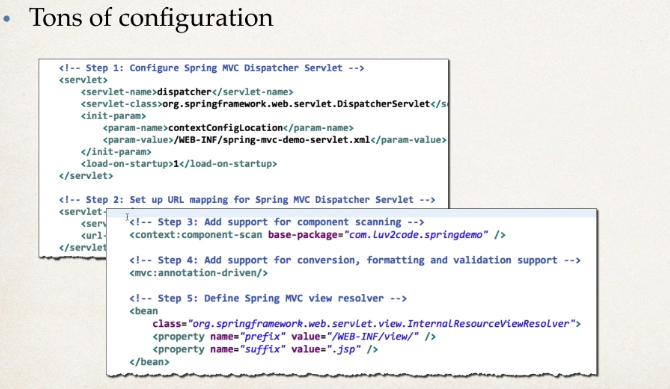 • Tons of configuration
<!-- Step 1: Configure Spring MVC Dispatcher Servlet -->
<servlet>
<servlet-name>dispatcher</servlet-name>
<servlet-class>org.springframework.web.servlet.DispatcherServlet</s
<init-param>
<param-name>contextConfigLocation</param-name>
<param-value>/WEB-INF/spring-mvc-demo-servlet.xml</param-value>
</init-param>
<load-on-startup>1</load-on-startup>
</servlet>
<!-- Step 2: Set up URL mapping for Spring MVC Dispatcher Servlet -->
<servlet-
<serv
<url-
</servlet
<!-- Step 3: Add support for component scanning -->
<context:component-scan base-package="com.luv2code.springdemo" />
<!-- Step 4: Add support for conversion, formatting and validation support -->
<mvc:annotation-driven/>
<!-- Step 5: Define Spring MVC view resolver -->
<bean
class="org.springframework.web.servlet.view.InternalResourceViewResolver">
<property name="prefix" value="/WEB-INF/view/" />
<property name="suffix" value=".jsp" />
</bean>